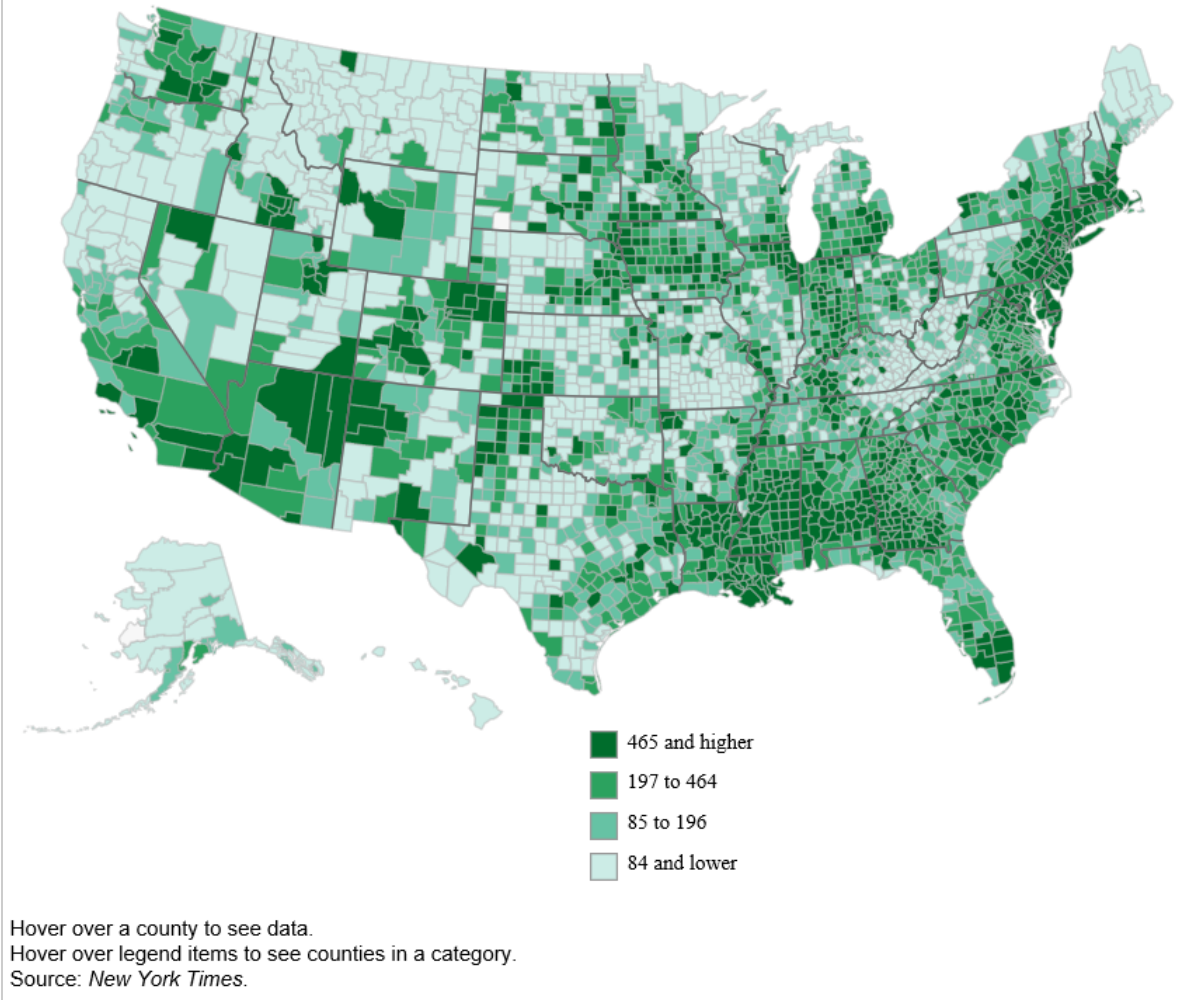 465 and higher
197 to 464
85 to 196
84 and lower
Hover over a county to see data.
Hover over legend items to see counties in a category.
Source: New York Times.